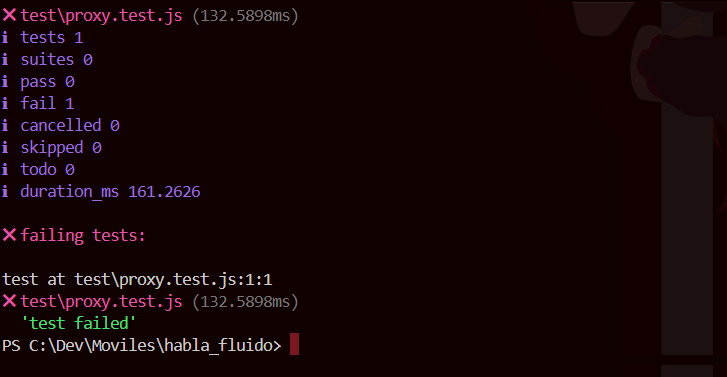 ✕ test\proxy.test.js (132.5898ms)
ℹ tests 1
ℹ suites 0
ℹ pass 0
ℹ fail 1
ℹ cancelled 0
ℹ skipped 0
ℹ todo 0
ℹ duration_ms 161.2626
✕ failing tests:
test at test\proxy.test.js:1:1
✕ test\proxy.test.js (132.5898ms)
'test failed'
PS C:\Dev\Moviles\habla_fluido>